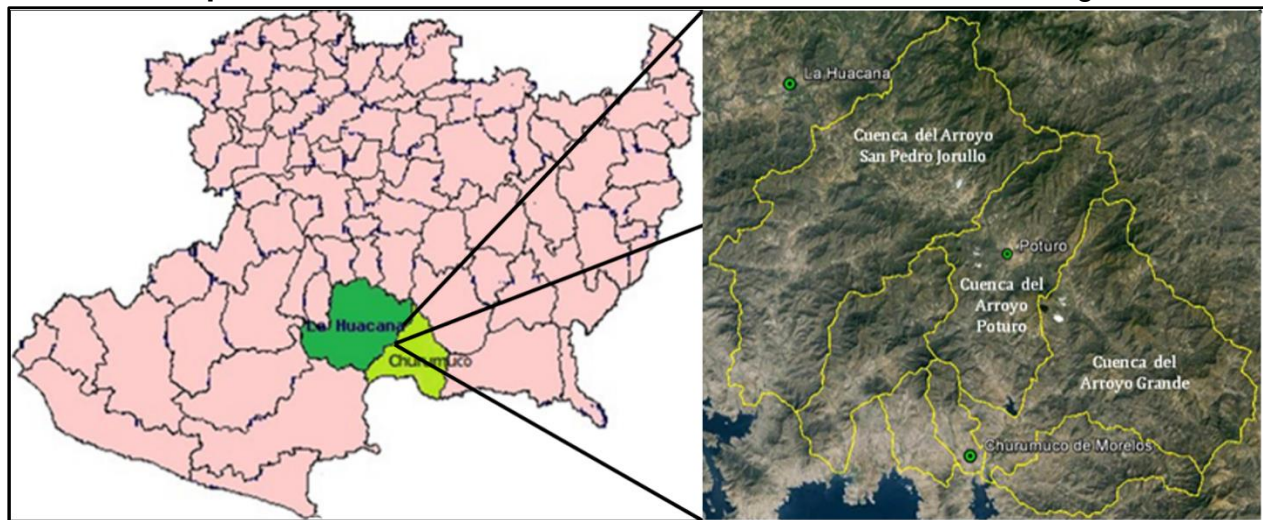 La Huacana
Churumuco
La Huacana
Cuenca del Arroyo
San Pedro Jorullo
Poturo
Cuenca del
Arroyo
Poturo
Cuenca del
Arroyo Grande
Churumuco de Morelos